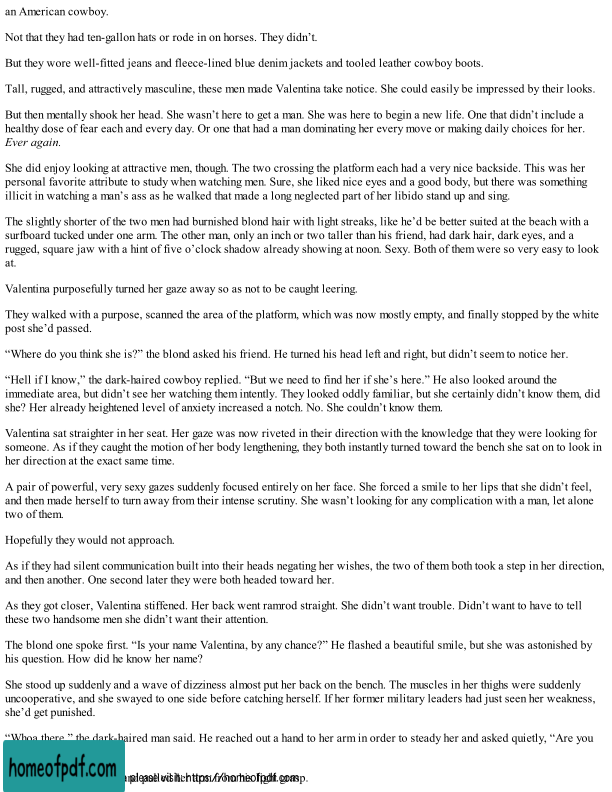 an American cowboy.
Not that they had ten-gallon hats or rode in on horses. They didn’t.
But they wore well-fitted jeans and fleece-lined blue denim jackets and tooled leather cowboy boots.
Tall, rugged, and attractively masculine, these men made Valentina take notice. She could easily be impressed by their looks.
But then mentally shook her head. She wasn’t here to get a man. She was here to begin a new life. One that didn’t include a
healthy dose of fear each and every day. Or one that had a man dominating her every move or making daily choices for her.
Ever again.
She did enjoy looking at attractive men, though. The two crossing the platform each had a very nice backside. This was her
personal favorite attribute to study when watching men. Sure, she liked nice eyes and a good body, but there was something
illicit in watching a man’s ass as he walked that made a long neglected part of her libido stand up and sing.
The slightly shorter of the two men had burnished blond hair with light streaks, like he’d be better suited at the beach with a
surfboard tucked under one arm. The other man, only an inch or two taller than his friend, had dark hair, dark eyes, and a
rugged, square jaw with a hint of five o’clock shadow already showing at noon. Sexy. Both of them were so very easy to look
at.
Valentina purposefully turned her gaze away so as not to be caught leering.
They walked with a purpose, scanned the area of the platform, which was now mostly empty, and finally stopped by the white
post she’d passed.
“Where do you think she is?” the blond asked his friend. He turned his head left and right, but didn’t seem to notice her.
“Hell if I know,” the dark-haired cowboy replied. “But we need to find her if she’s here.” He also looked around the
immediate area, but didn’t see her watching them intently. They looked oddly familiar, but she certainly didn’t know them, did
she? Her already heightened level of anxiety increased a notch. No. She couldn’t know them.
Valentina sat straighter in her seat. Her gaze was now riveted in their direction with the knowledge that they were looking for
someone. As if they caught the motion of her body lengthening, they both instantly turned toward the bench she sat on to look in
her direction at the exact same time.
A pair of powerful, very sexy gazes suddenly focused entirely on her face. She forced a smile to her lips that she didn’t feel,
and then made herself to turn away from their intense scrutiny. She wasn’t looking for any complication with a man, let alone
two of them.
Hopefully they would not approach.
As if they had silent communication built into their heads negating her wishes, the two of them both took a step in her direction,
and then another. One second later they were both headed toward her.
As they got closer, Valentina stiffened. Her back went ramrod straight. She didn’t want trouble. Didn’t want to have to tell
these two handsome men she didn’t want their attention.
The blond one spoke first. “Is your name Valentina, by any chance?” He flashed a beautiful smile, but she was astonished by
his question. How did he know her name?
She stood up suddenly and a wave of dizziness almost put her back on the bench. The muscles in her thighs were suddenly
uncooperative, and she swayed to one side before catching herself. If her former military leaders had just seen her weakness,
she’d get punished.
“Whoa there,” the dark-haired man said. He reached out a hand to her arm in order to steady her and asked quietly, “Are you
homeofpdf.com